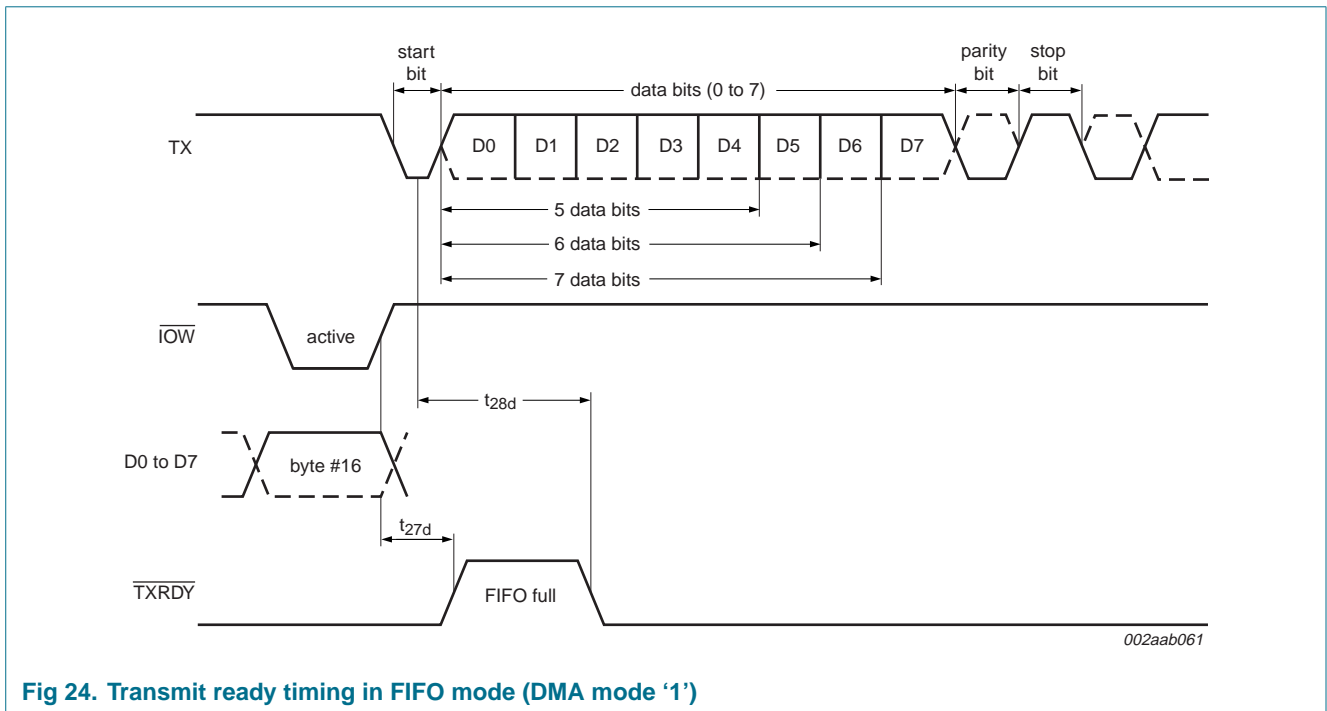 start
bit
data bits (0 to 7)
parity
bit
stop
bit
TX
D0 D1 D2 D3 D4 D5 D6 D7
5 data bits
6 data bits
7 data bits
IOW
active
t28d
D0 to D7
byte #16
t27d
TXRDY
FIFO full
002aab061
Fig 24. Transmit ready timing in FIFO mode (DMA mode ‘1’)